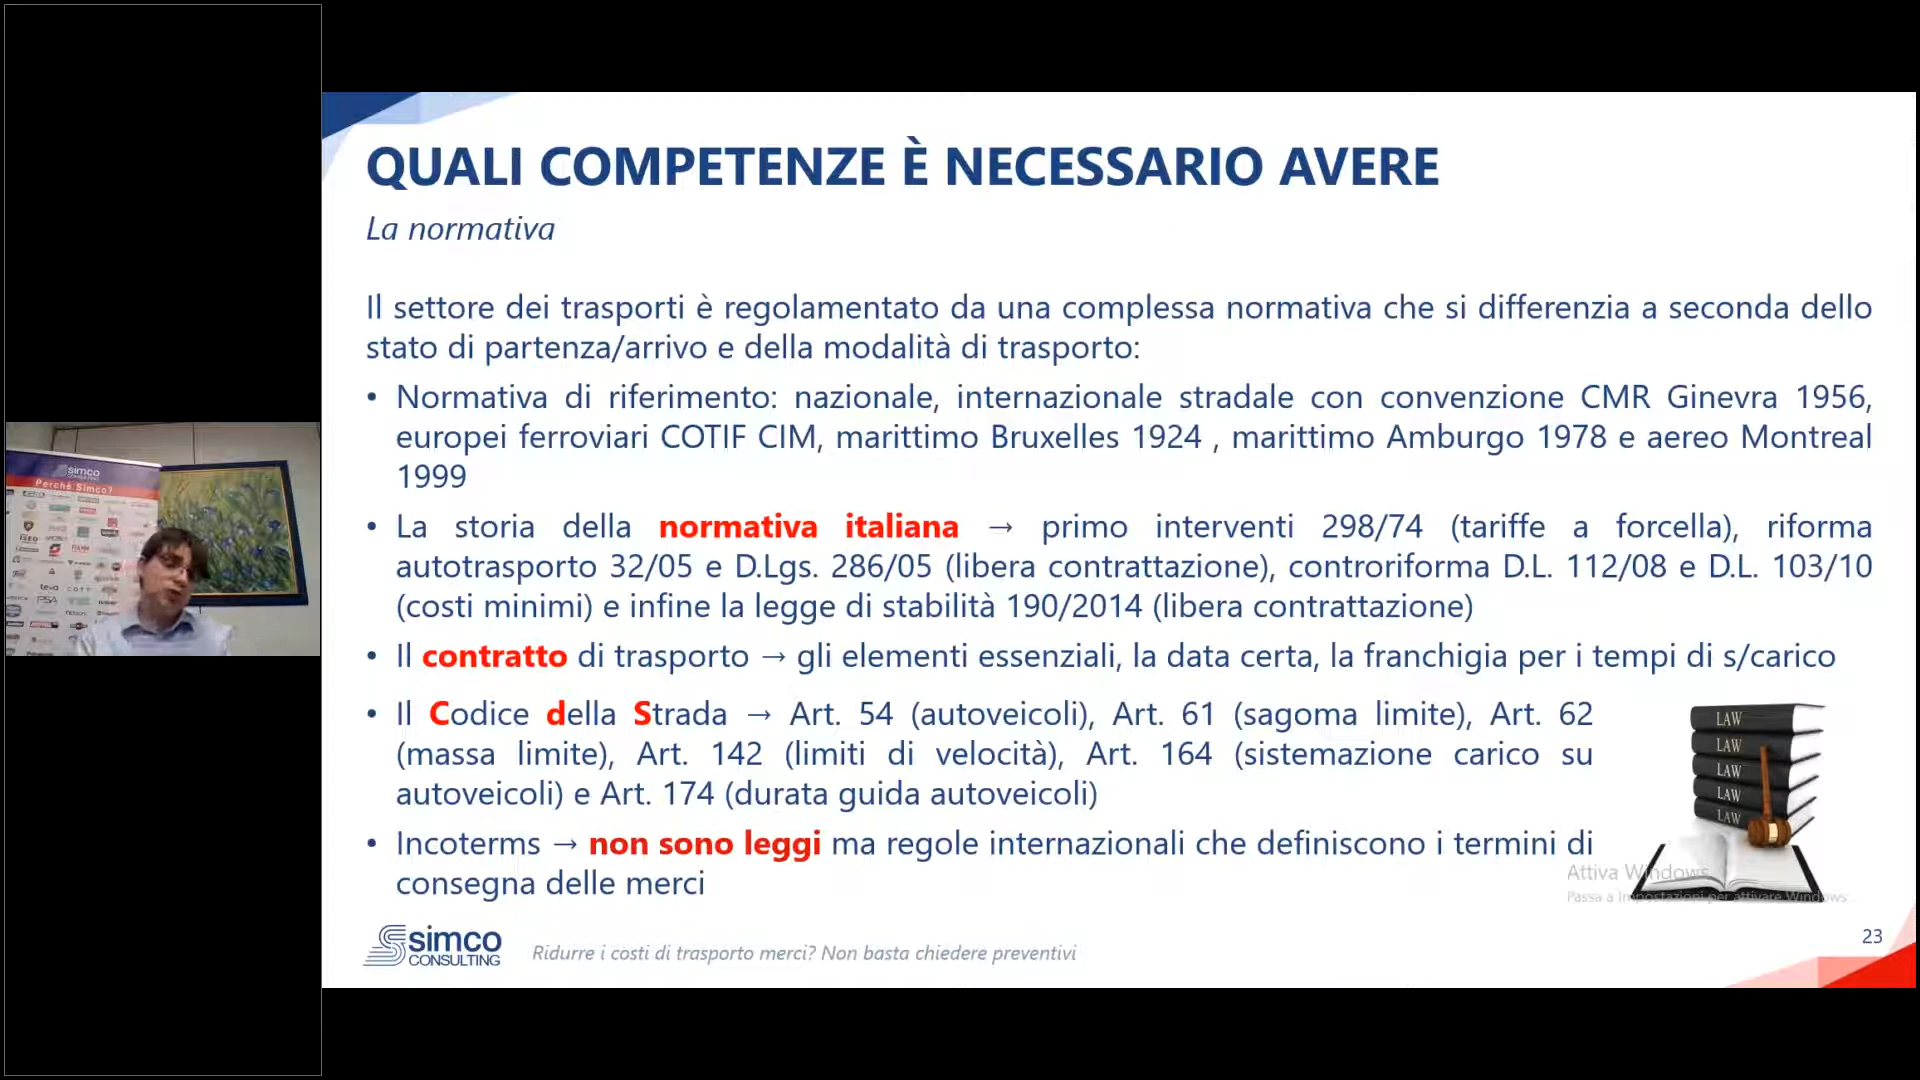 QUALI COMPETENZE È NECESSARIO AVERE
La normativa
Il settore dei trasporti è regolamentato da una complessa normativa che si differenzia a seconda dello
stato di partenza/arrivo e della modalità di trasporto:
• Normativa di riferimento: nazionale, internazionale stradale con convenzione CMR Ginevra 1956,
europei ferroviari COTIF CIM, marittimo Bruxelles 1924 , marittimo Amburgo 1978 e aereo Montreal
1999
• La storia della normativa italiana → primo interventi 298/74 (tariffe a forcella), riforma
autotrasporto 32/05 e D.Lgs. 286/05 (libera contrattazione), controriforma D.L. 112/08 e D.L. 103/10
(costi minimi) e infine la legge di stabilità 190/2014 (libera contrattazione)
• Il contratto di trasporto → gli elementi essenziali, la data certa, la franchigia per i tempi di s/carico
• Il Codice della Strada → Art. 54 (autoveicoli), Art. 61 (sagoma limite), Art. 62
(massa limite), Art. 142 (limiti di velocità), Art. 164 (sistemazione carico su
autoveicoli) e Art. 174 (durata guida autoveicoli)
• Incoterms → non sono leggi ma regole internazionali che definiscono i termini di
consegna delle merci
LAW
LAW
LAW
LAW
LAW
Attiva Windows
Passa a Impostazioni per attivare Windows
simco
CONSULTING
Ridurre i costi di trasporto merci? Non basta chiedere preventivi
23
simco
CONSULTING
Perchè Simco?
teva
PSA